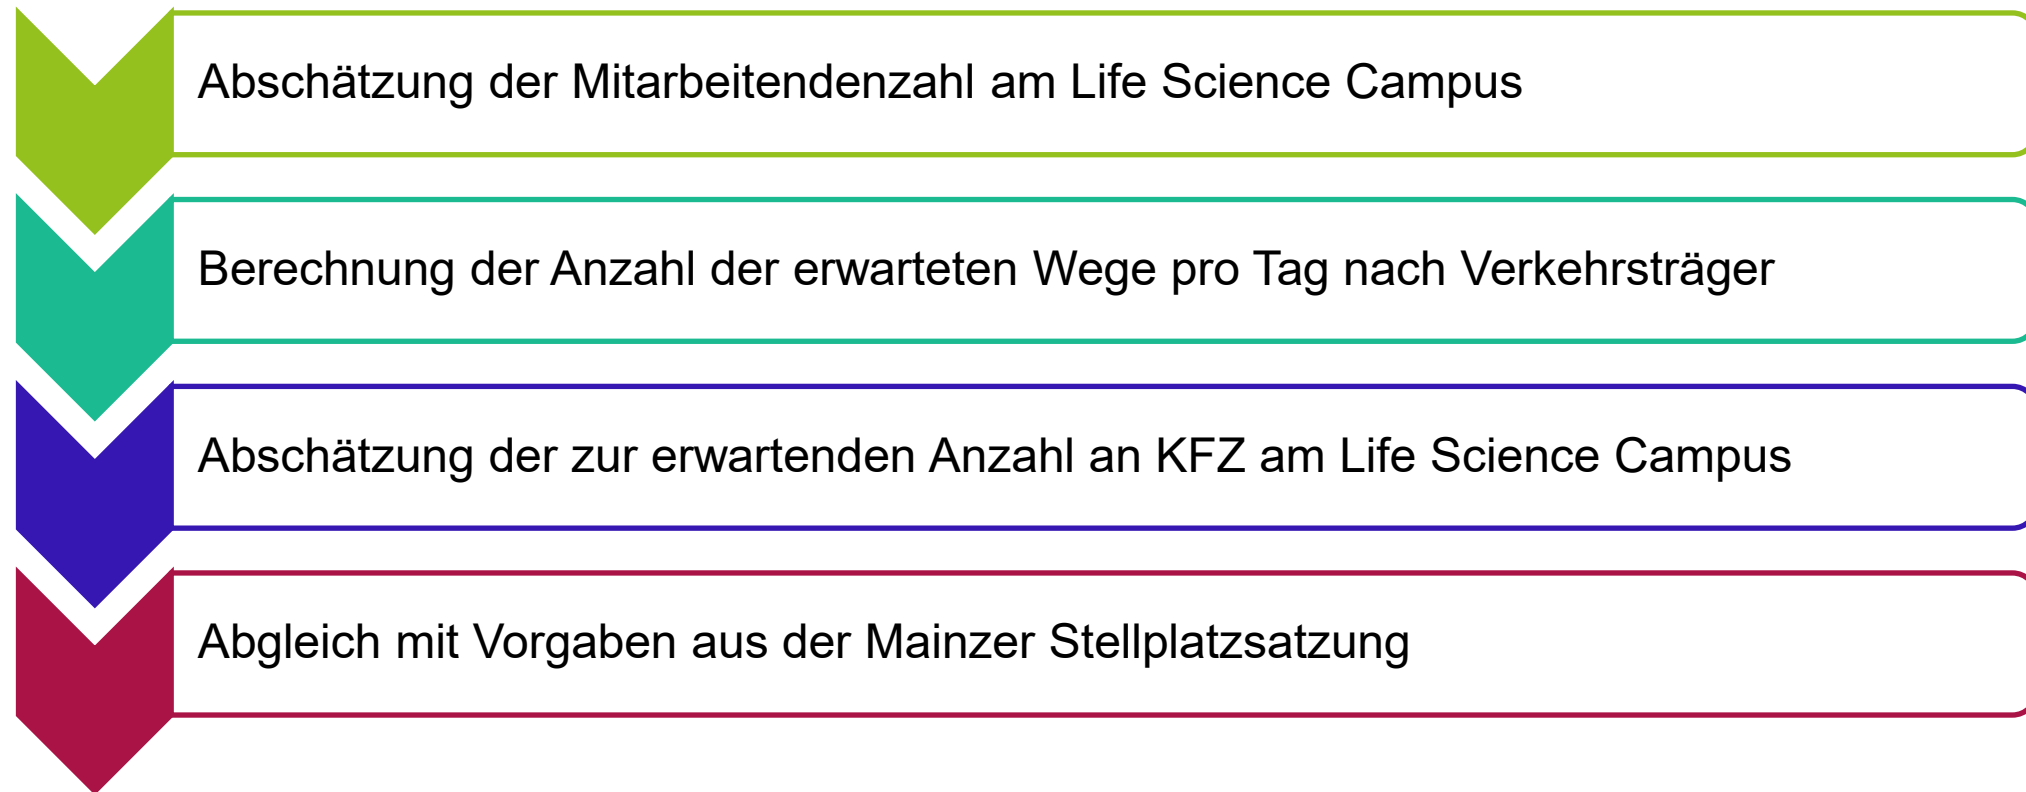 Abschätzung der Mitarbeitendenzahl am Life Science Campus
Berechnung der Anzahl der erwarteten Wege pro Tag nach Verkehrsträger
Abschätzung der zur erwartenden Anzahl an KFZ am Life Science Campus
Abgleich mit Vorgaben aus der Mainzer Stellplatzsatzung